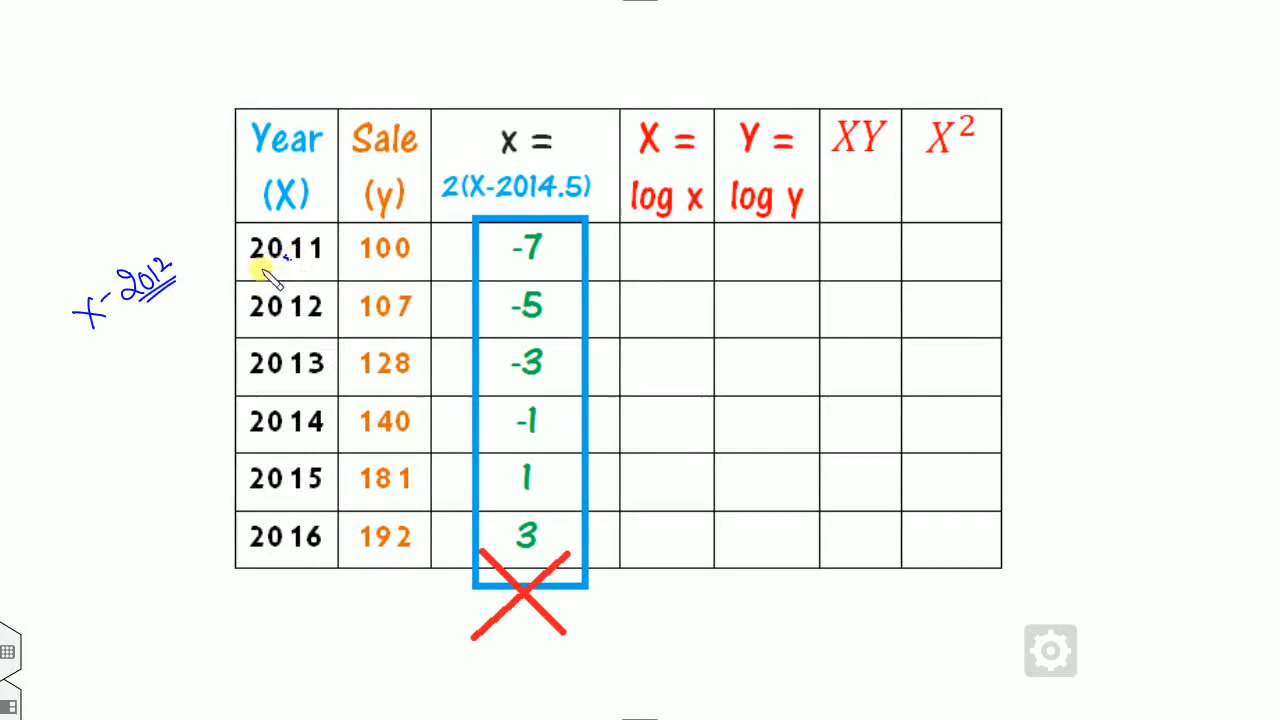 Year (X) Sale (y) x = 2(X-2014.5) X = log x Y = log y XY X²
2011 100 -7
2012 107 -5
2013 128 -3
2014 140 -1
2015 181 1
2016 192 3
X - 2012